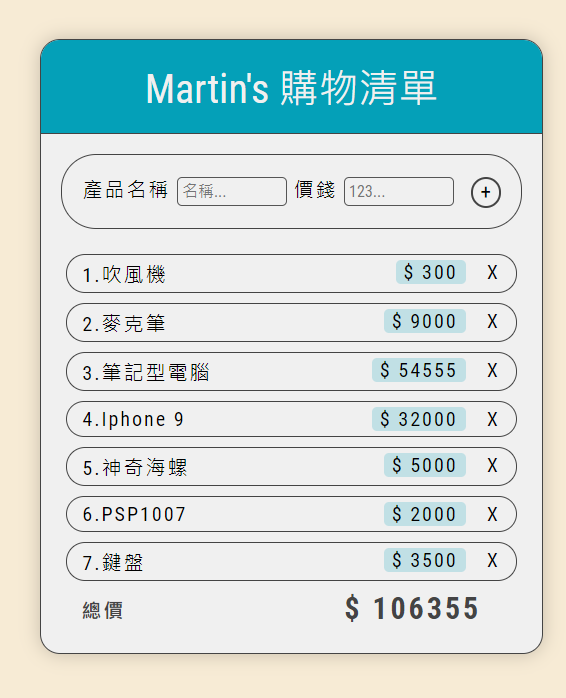 Martin's 購物清單
產品名稱 名稱... 價錢 123... +
1.吹風機 $ 300 X
2.麥克筆 $ 9000 X
3.筆記型電腦 $ 54555 X
4.Iphone 9 $ 32000 X
5.神奇海螺 $ 5000 X
6.PSP1007 $ 2000 X
7.鍵盤 $ 3500 X
總價 $ 106355